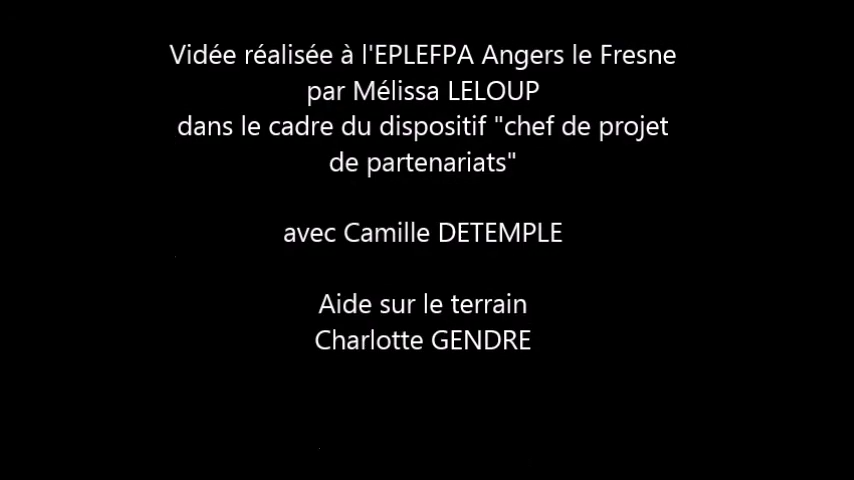 Vidée réalisée à l'EPLEFPA Angers le Fresne
par Mélissa LELOUP
dans le cadre du dispositif "chef de projet
de partenariats"
avec Camille DETEMPLE
Aide sur le terrain
Charlotte GENDRE